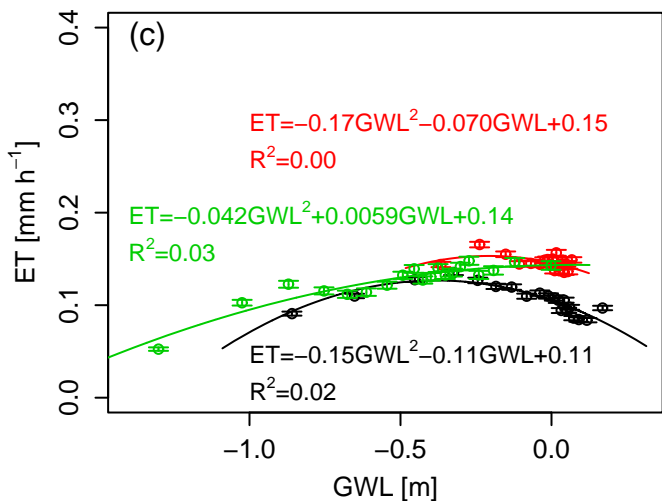 (c)
ET=−0.17GWL²−0.070GWL+0.15
R²=0.00
ET=−0.042GWL²+0.0059GWL+0.14
R²=0.03
ET=−0.15GWL²−0.11GWL+0.11
R²=0.02
ET [mm h⁻¹]
0.4
0.3
0.2
0.1
0.0
−1.0 −0.5 0.0
GWL [m]